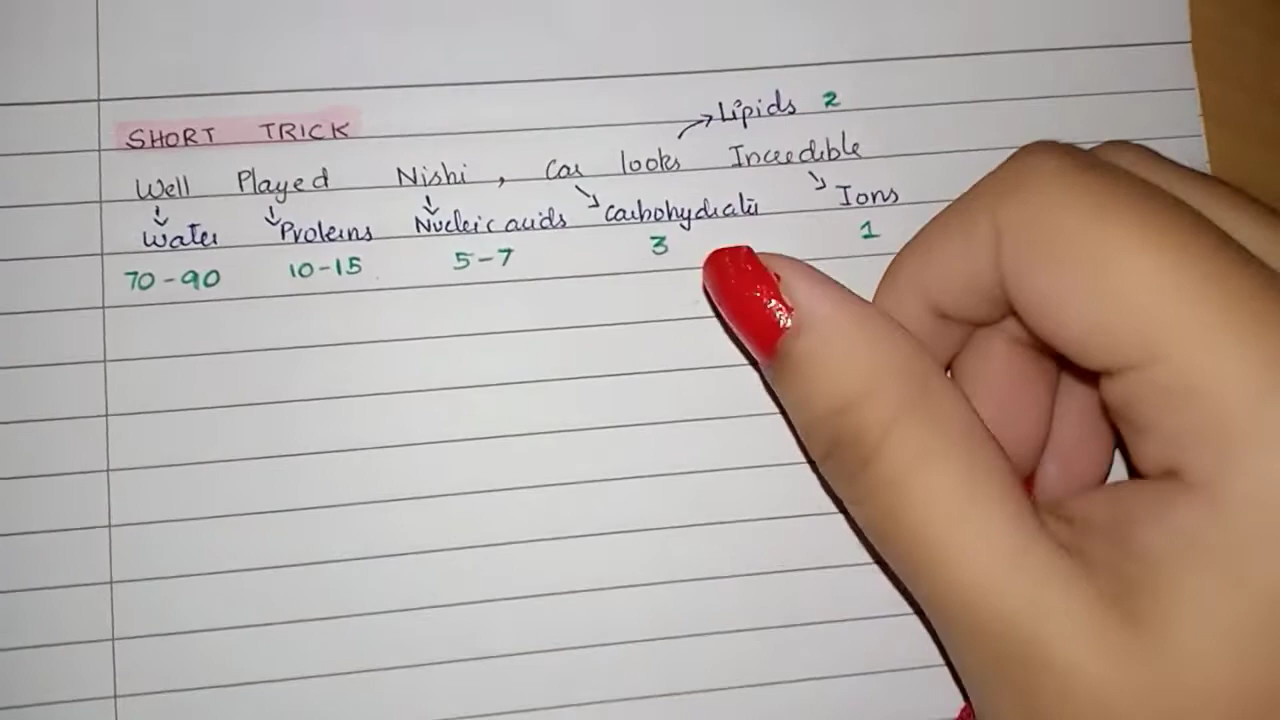 SHORT TRICK
→ Lipids 2
Well Played Nishi, Car looks Incredible
Water Proteins Nucleic acids Carbohydrates Ions
70-90 10-15 5-7 3 1